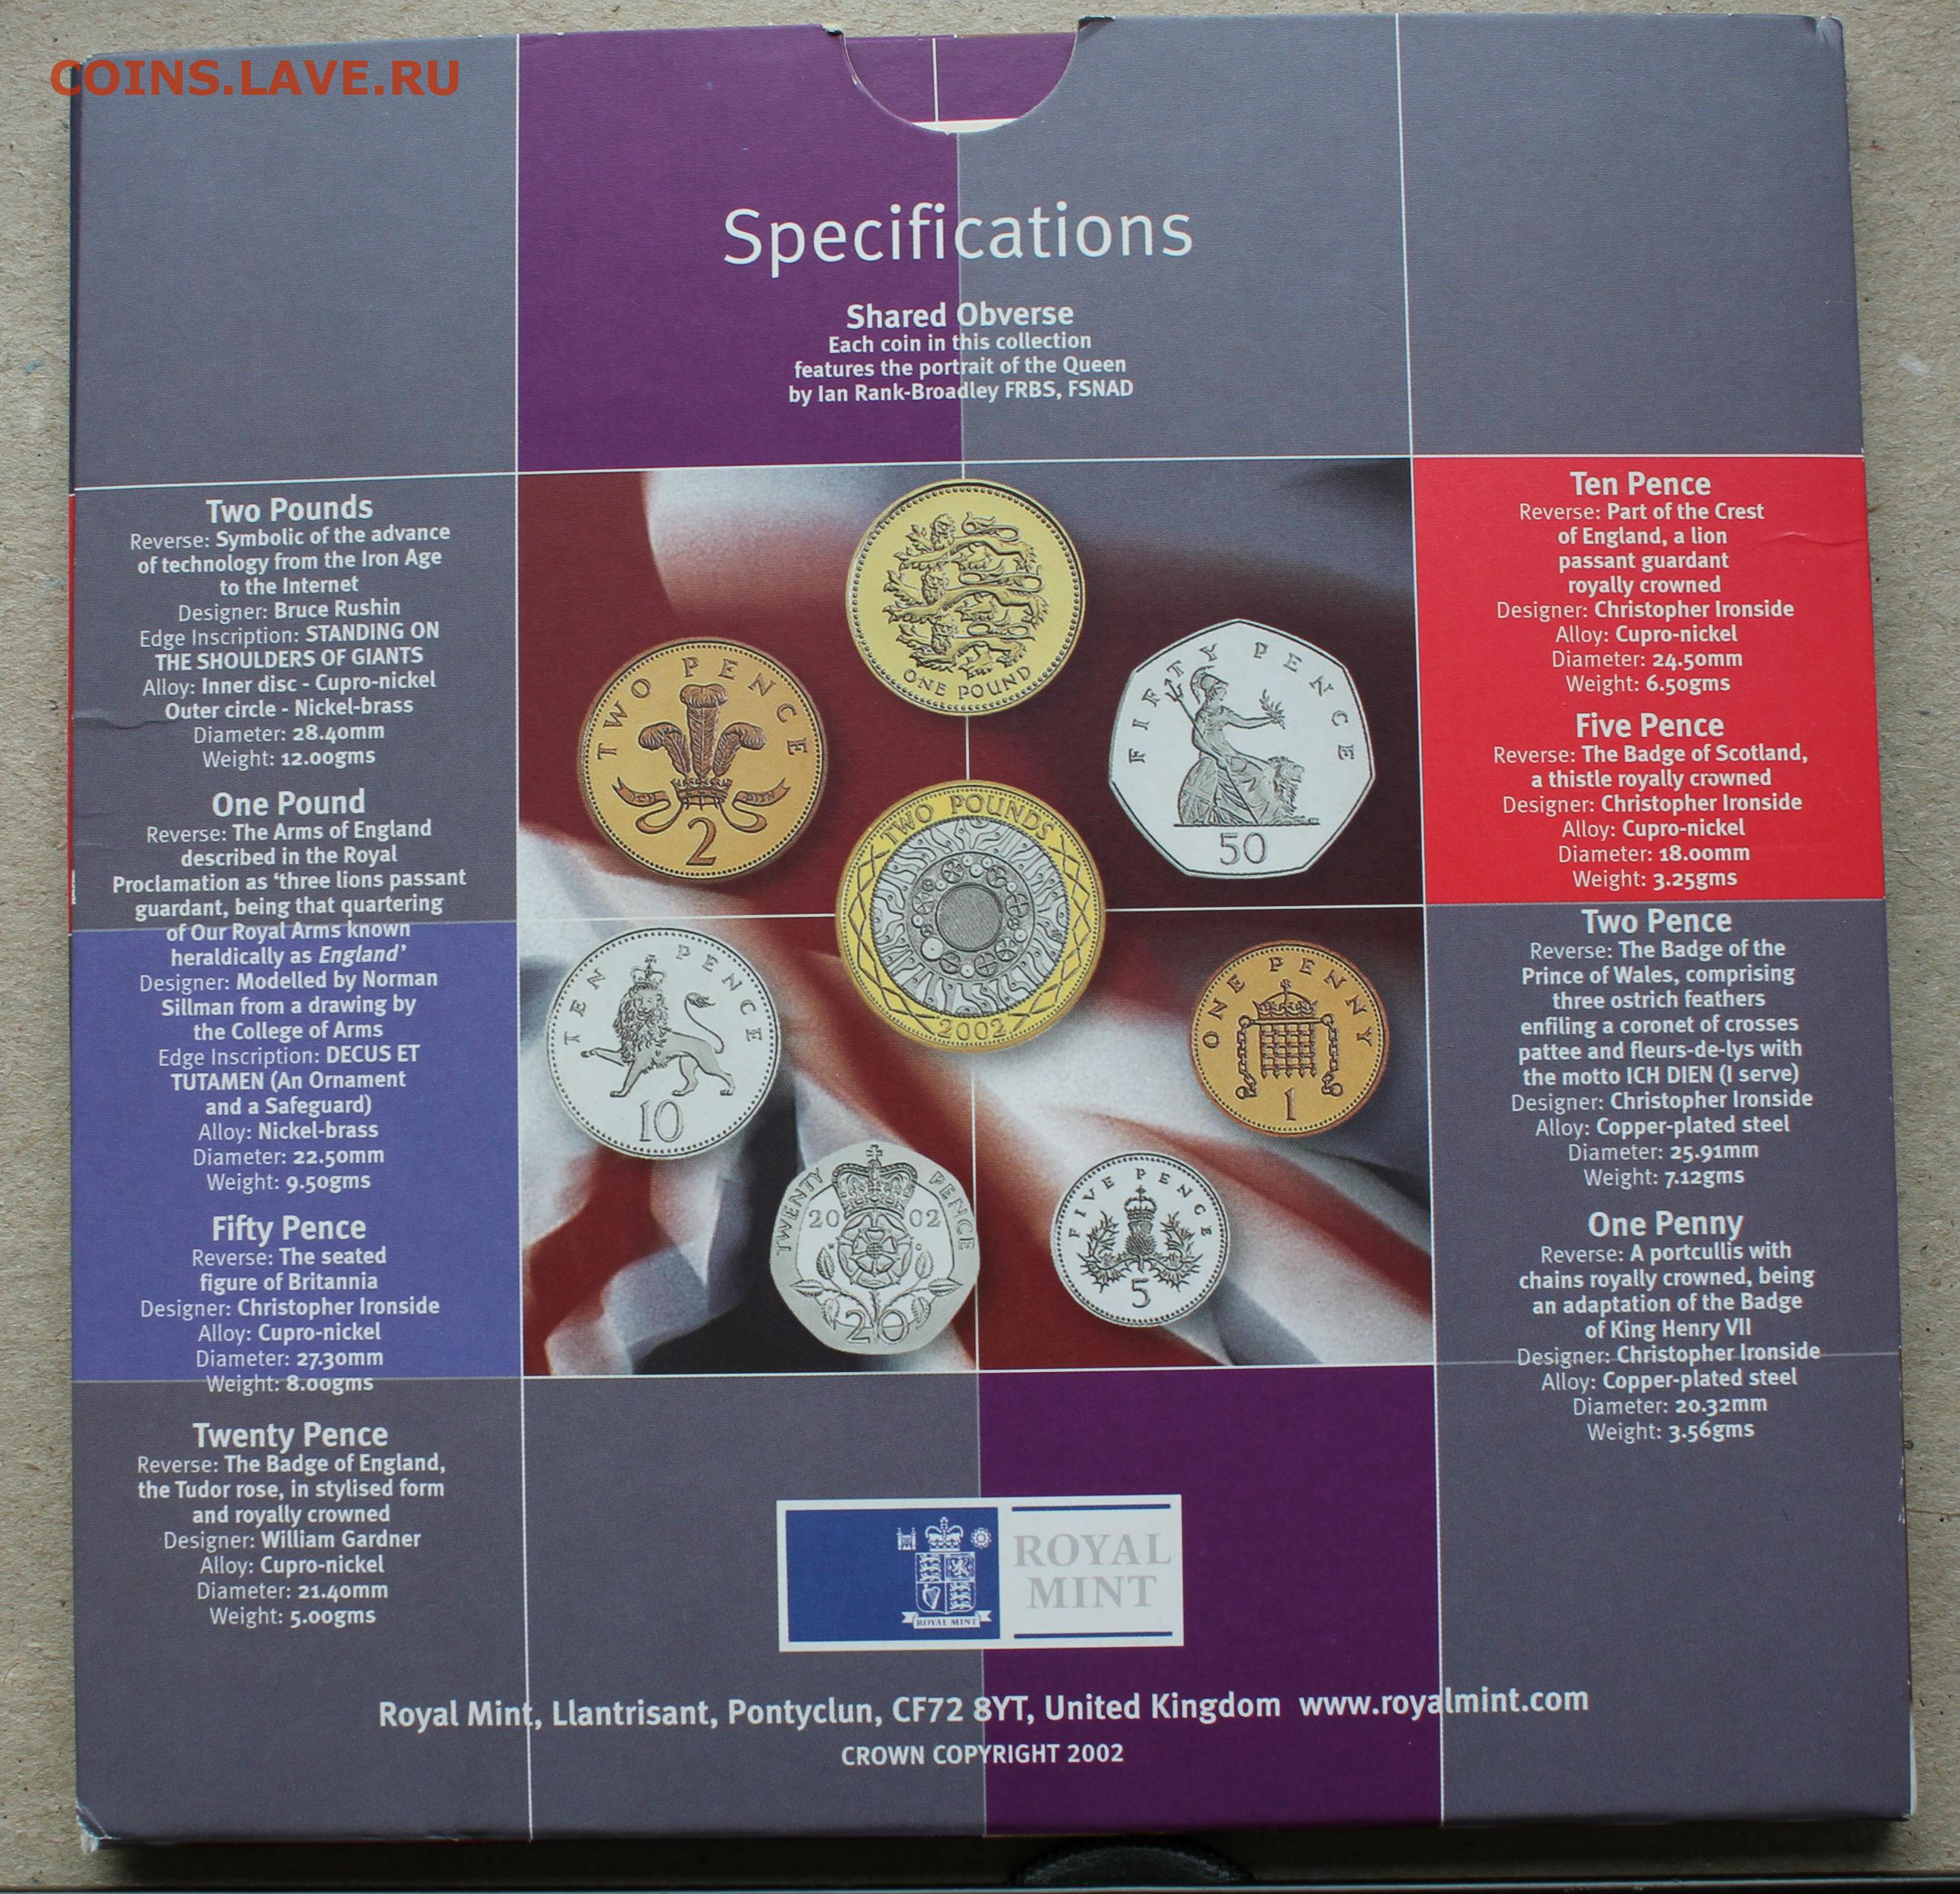 COINS.LAVE.RU
Specifications
Shared Obverse
Each coin in this collection
features the portrait of the Queen
by Ian Rank-Broadley FRBS, FSNAD
Two Pounds
Reverse: Symbolic of the advance
of technology from the Iron Age
to the Internet
Designer: Bruce Rushin
Edge Inscription: STANDING ON
THE SHOULDERS OF GIANTS
Alloy: Inner disc - Cupro-nickel
Outer circle - Nickel-brass
Diameter: 28.40mm
Weight: 12.00gms
One Pound
Reverse: The Arms of England
described in the Royal
Proclamation as ‘three lions passant
guardant, being that quartering
of Our Royal Arms known
heraldically as England’
Designer: Modelled by Norman
Sillman from a drawing by
the College of Arms
Edge Inscription: DECUS ET
TUTAMEN (An Ornament
and a Safeguard)
Alloy: Nickel-brass
Diameter: 22.50mm
Weight: 9.50gms
Fifty Pence
Reverse: The seated
figure of Britannia
Designer: Christopher Ironside
Alloy: Cupro-nickel
Diameter: 27.30mm
Weight: 8.00gms
Twenty Pence
Reverse: The Badge of England,
the Tudor rose, in stylised form
and royally crowned
Designer: William Gardner
Alloy: Cupro-nickel
Diameter: 21.40mm
Weight: 5.00gms
ONE POUND
TWO PENCE
2
FIFTY PENCE
50
TWO POUNDS
2002
TEN PENCE
10
ONE PENNY
1
TWENTY PENCE
20 02
20
FIVE PENCE
5
Ten Pence
Reverse: Part of the Crest
of England, a lion
passant guardant
royally crowned
Designer: Christopher Ironside
Alloy: Cupro-nickel
Diameter: 24.50mm
Weight: 6.50gms
Five Pence
Reverse: The Badge of Scotland,
a thistle royally crowned
Designer: Christopher Ironside
Alloy: Cupro-nickel
Diameter: 18.00mm
Weight: 3.25gms
Two Pence
Reverse: The Badge of the
Prince of Wales, comprising
three ostrich feathers
enfiling a coronet of crosses
pattee and fleurs-de-lys with
the motto ICH DIEN (I serve)
Designer: Christopher Ironside
Alloy: Copper-plated steel
Diameter: 25.91mm
Weight: 7.12gms
One Penny
Reverse: A portcullis with
chains royally crowned, being
an adaptation of the Badge
of King Henry VII
Designer: Christopher Ironside
Alloy: Copper-plated steel
Diameter: 20.32mm
Weight: 3.56gms
ROYAL MINT
ROYAL
MINT
Royal Mint, Llantrisant, Pontyclun, CF72 8YT, United Kingdom www.royalmint.com
CROWN COPYRIGHT 2002